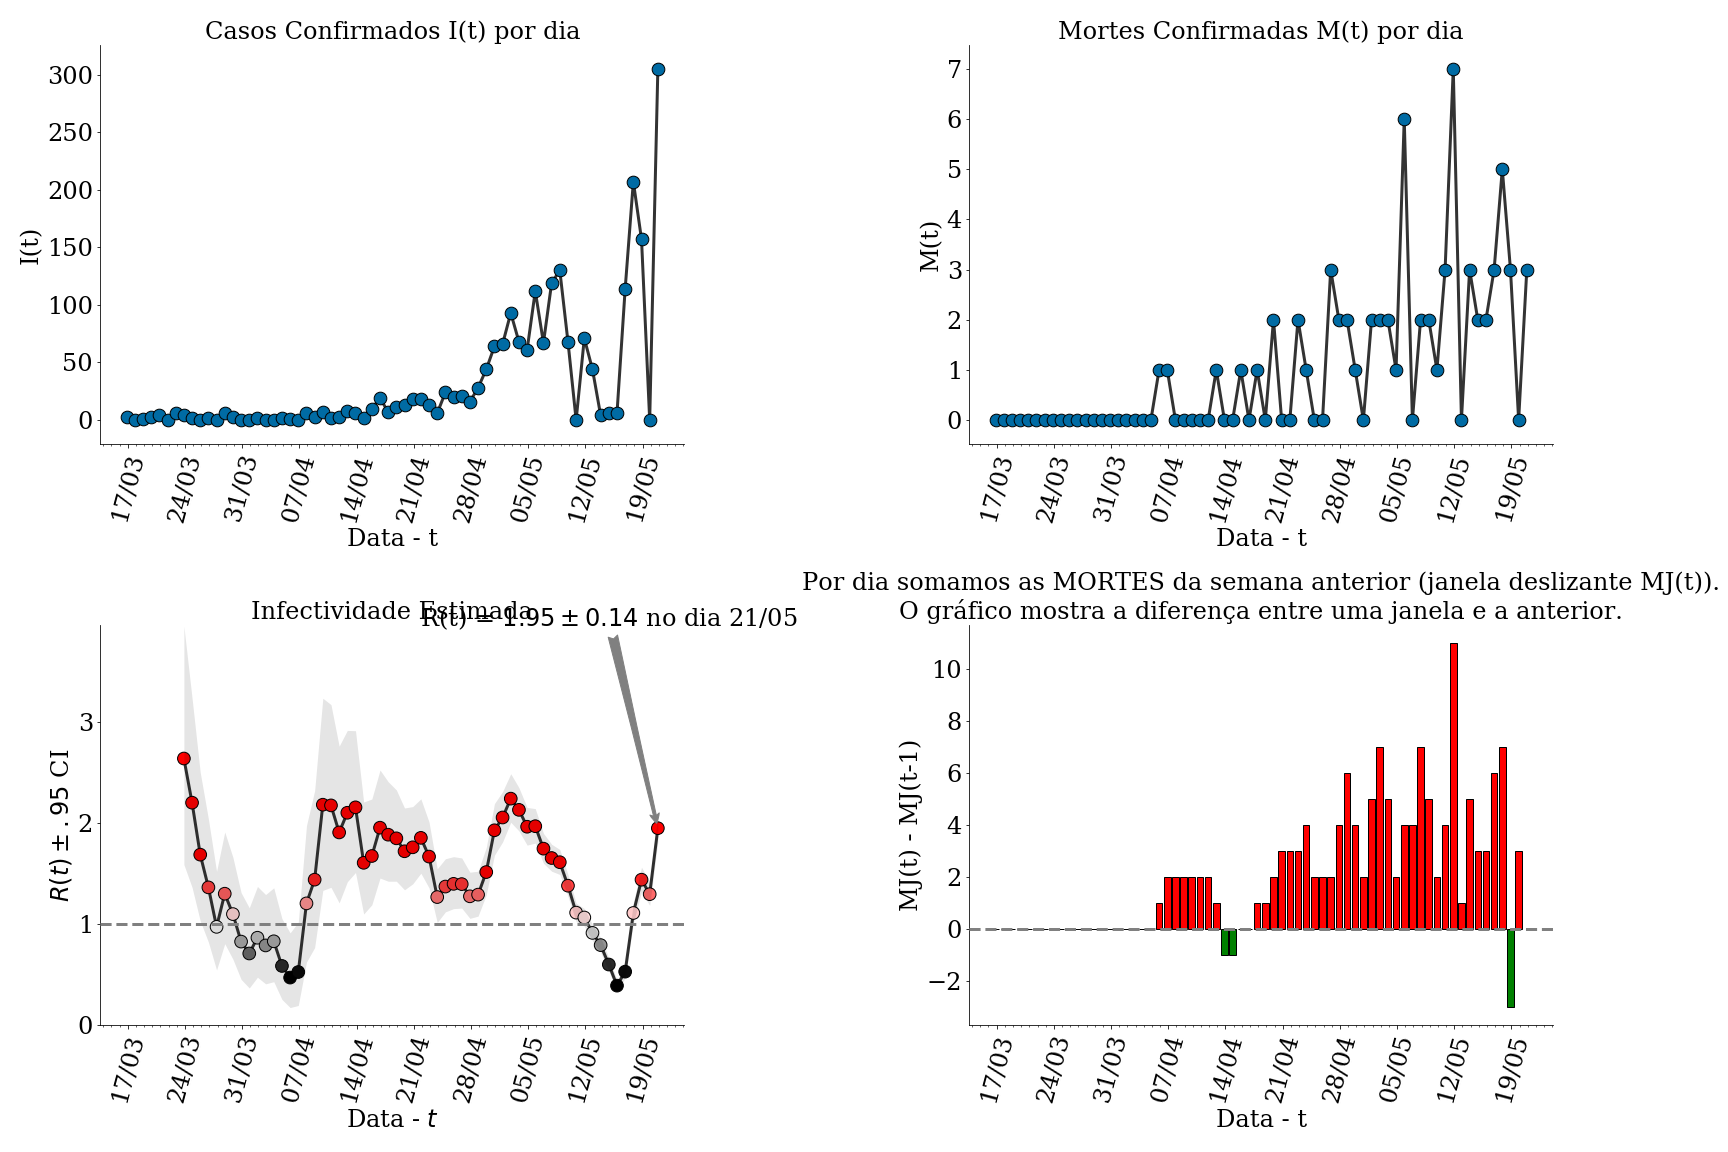 Casos Confirmados I(t) por dia
300
250
200
150
100
50
0
I(t)
17/03 24/03 31/03 07/04 14/04 21/04 28/04 05/05 12/05 19/05
Data - t
Mortes Confirmadas M(t) por dia
7
6
5
4
3
2
1
0
M(t)
17/03 24/03 31/03 07/04 14/04 21/04 28/04 05/05 12/05 19/05
Data - t
Infectividade Estimada
R(t) = 1.95 ± 0.14 no dia 21/05
3
2
1
0
R(t) ± .95 CI
17/03 24/03 31/03 07/04 14/04 21/04 28/04 05/05 12/05 19/05
Data - t
Por dia somamos as MORTES da semana anterior (janela deslizante MJ(t)).
O gráfico mostra a diferença entre uma janela e a anterior.
10
8
6
4
2
0
−2
MJ(t) - MJ(t-1)
17/03 24/03 31/03 07/04 14/04 21/04 28/04 05/05 12/05 19/05
Data - t